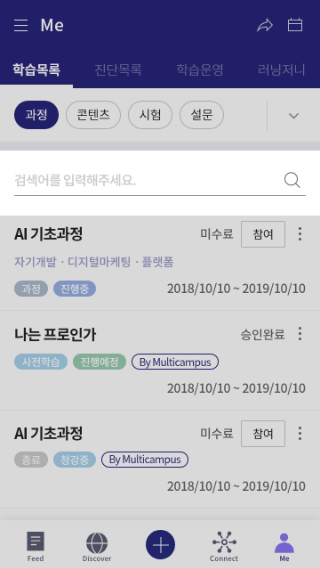 Me
학습목록 진단목록 학습운영 러닝저니
과정 콘텐츠 시험 설문
검색어를 입력해주세요.
AI 기초과정 미수료 참여
자기개발 · 디지털마케팅 · 플랫폼
과정 진행중 2018/10/10 ~ 2019/10/10
나는 프로인가 승인완료
사전학습 진행예정 By Multicampus
2018/10/10 ~ 2019/10/10
AI 기초과정 미수료 참여
종료 청강중 By Multicampus
2018/10/10 ~ 2019/10/10
Feed Discover Connect Me